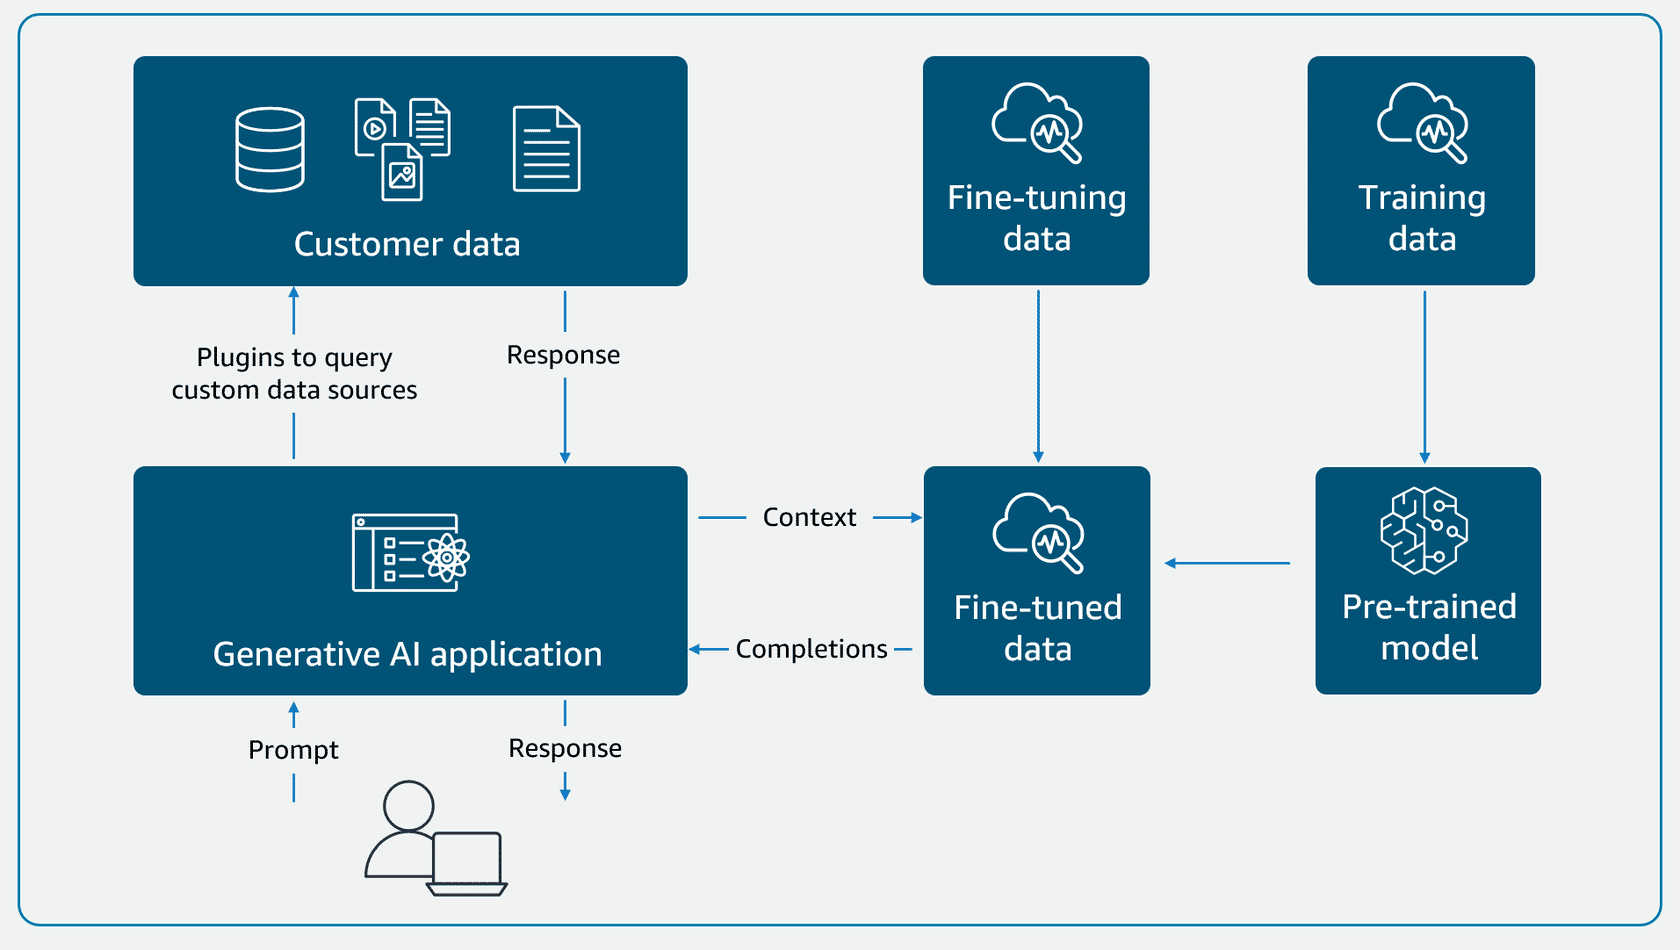 Customer data
Fine-tuning
data
Training
data
Plugins to query
custom data sources
Response
Generative AI application
Context
Completions
Fine-tuned
data
Pre-trained
model
Prompt
Response